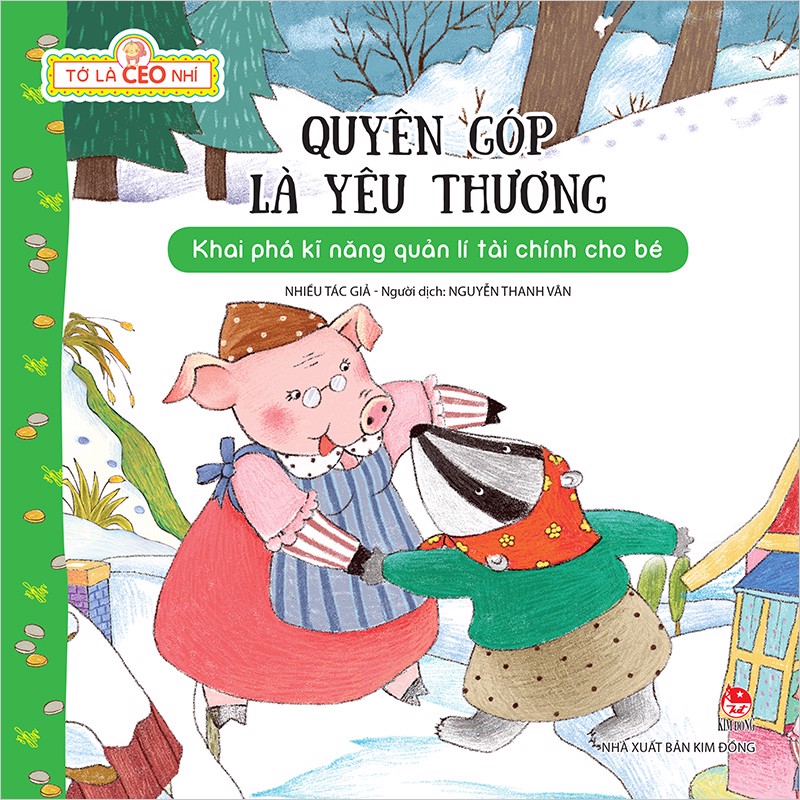 TỚ LÀ CEO NHÍ
QUYÊN GÓP
LÀ YÊU THƯƠNG
Khai phá kĩ năng quản lí tài chính cho bé
NHIỀU TÁC GIẢ - Người dịch: NGUYỄN THANH VÂN
KIM ĐỒNG
NHÀ XUẤT BẢN KIM ĐỒNG